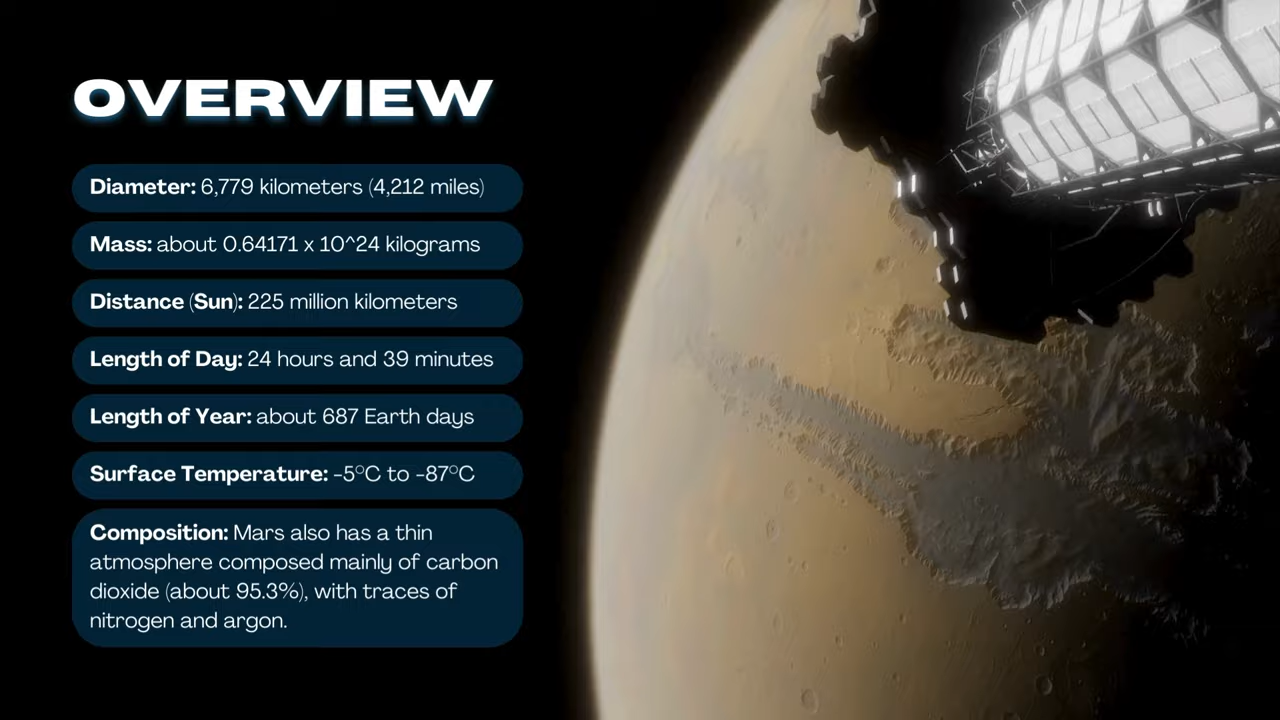 OVERVIEW
Diameter: 6,779 kilometers (4,212 miles)
Mass: about 0.64171 x 10^24 kilograms
Distance (Sun): 225 million kilometers
Length of Day: 24 hours and 39 minutes
Length of Year: about 687 Earth days
Surface Temperature: -5°C to -87°C
Composition: Mars also has a thin
atmosphere composed mainly of carbon
dioxide (about 95.3%), with traces of
nitrogen and argon.